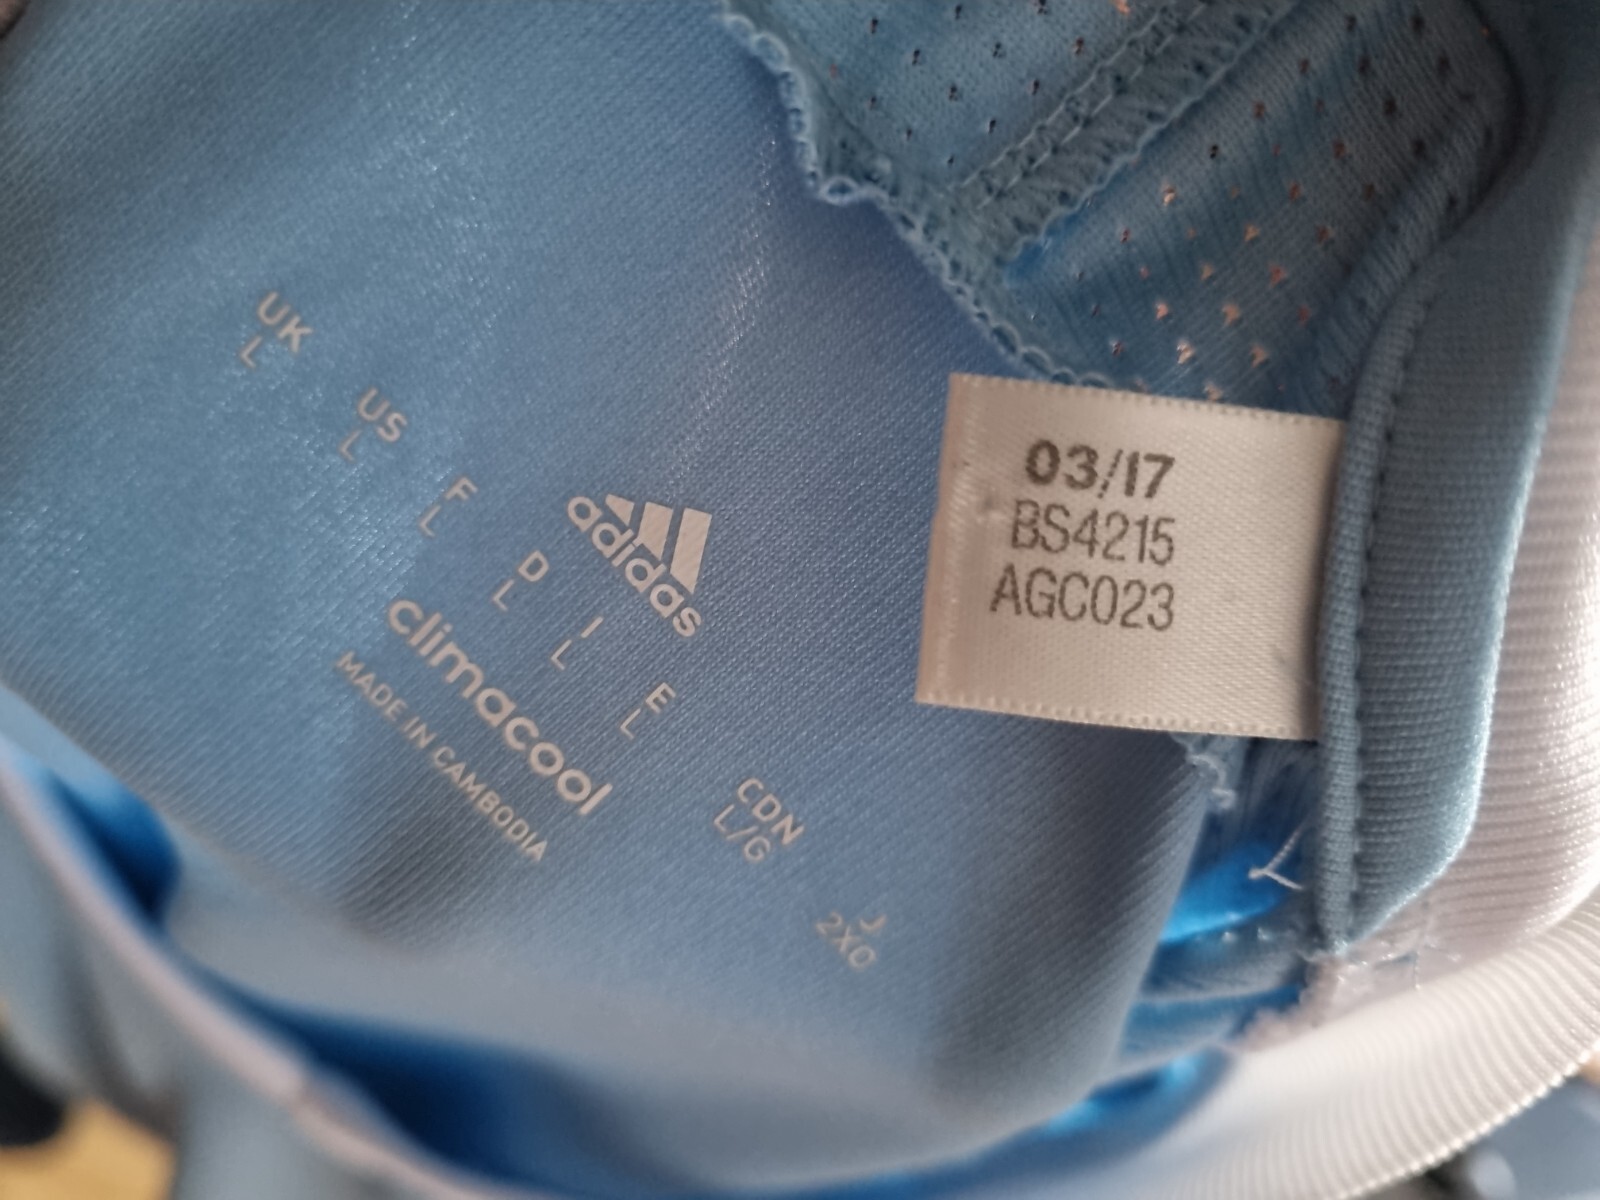 UK
L
US
L
F
L
D
L
I
L
E
L
CDN
L/G
J
2XO
adidas
climacool
MADE IN CAMBODIA
03/17
BS4215
AGC023